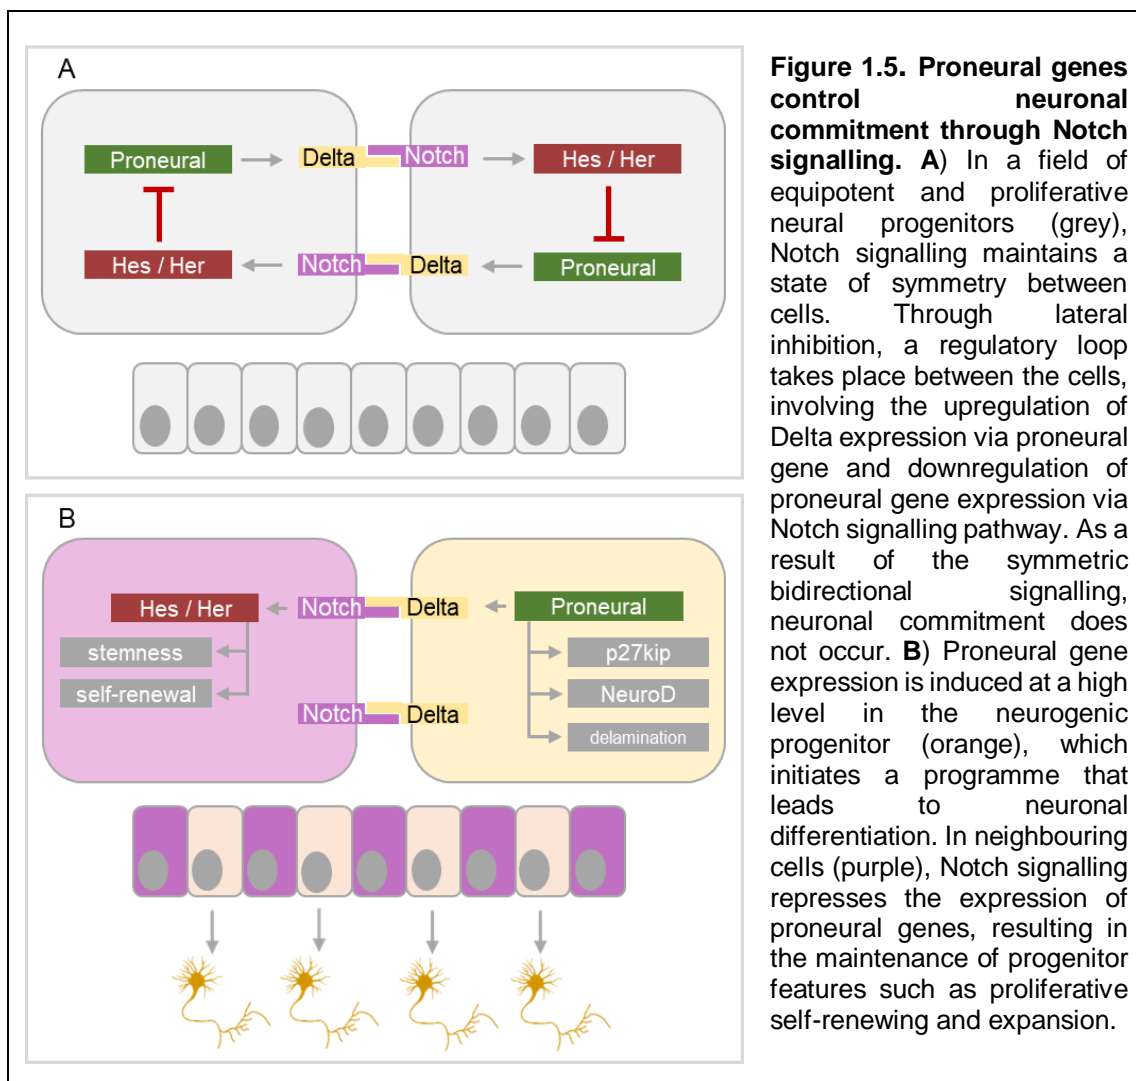 A
Proneural
Delta
Notch
Hes / Her
Hes / Her
Notch
Delta
Proneural
B
Hes / Her
Notch
Delta
Proneural
stemness
p27kip
self-renewal
NeuroD
Notch
Delta
delamination
Figure 1.5. Proneural genes
control neuronal
commitment through Notch
signalling. A) In a field of
equipotent and proliferative
neural progenitors (grey),
Notch signalling maintains a
state of symmetry between
cells. Through lateral
inhibition, a regulatory loop
takes place between the cells,
involving the upregulation of
Delta expression via proneural
gene and downregulation of
proneural gene expression via
Notch signalling pathway. As a
result of the symmetric
bidirectional signalling,
neuronal commitment does
not occur. B) Proneural gene
expression is induced at a high
level in the neurogenic
progenitor (orange), which
initiates a programme that
leads to neuronal
differentiation. In neighbouring
cells (purple), Notch signalling
represses the expression of
proneural genes, resulting in
the maintenance of progenitor
features such as proliferative
self-renewing and expansion.